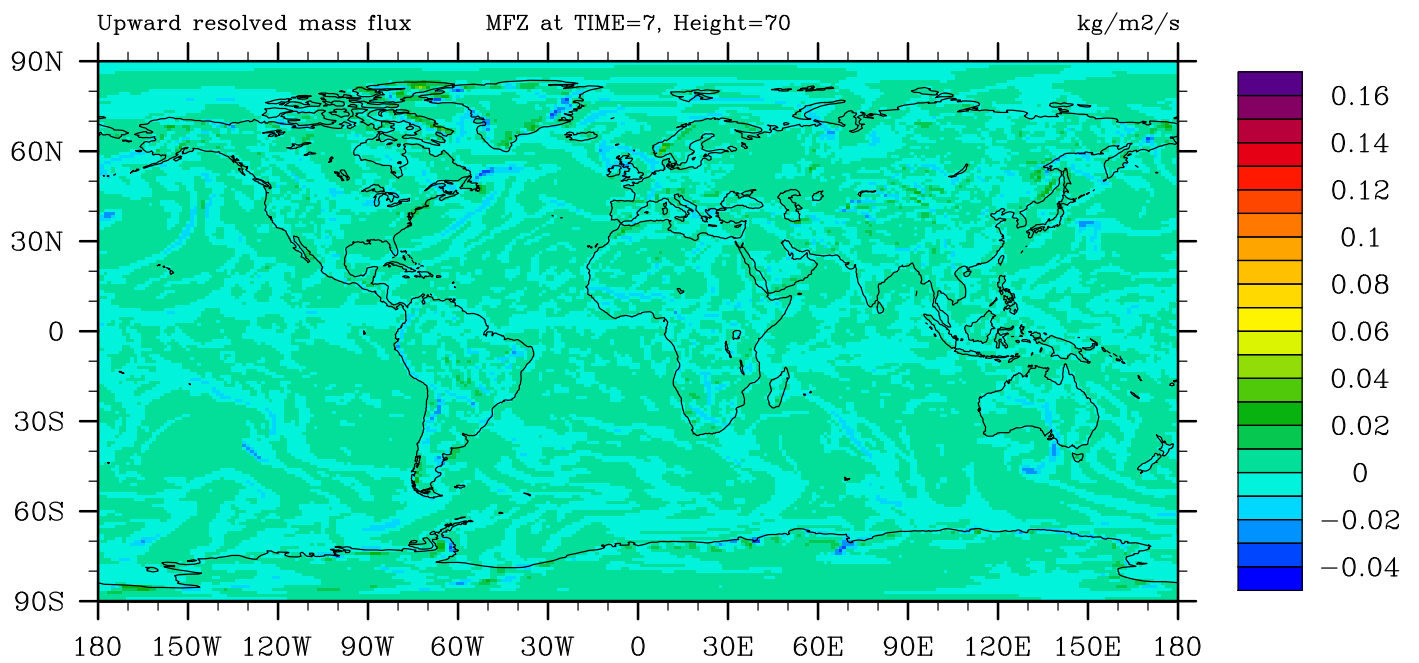 Upward resolved mass flux MFZ at TIME=7, Height=70 kg/m2/s
90N
60N
30N
0
30S
60S
90S
180 150W 120W 90W 60W 30W 0 30E 60E 90E 120E 150E 180
0.16
0.14
0.12
0.1
0.08
0.06
0.04
0.02
0
−0.02
−0.04